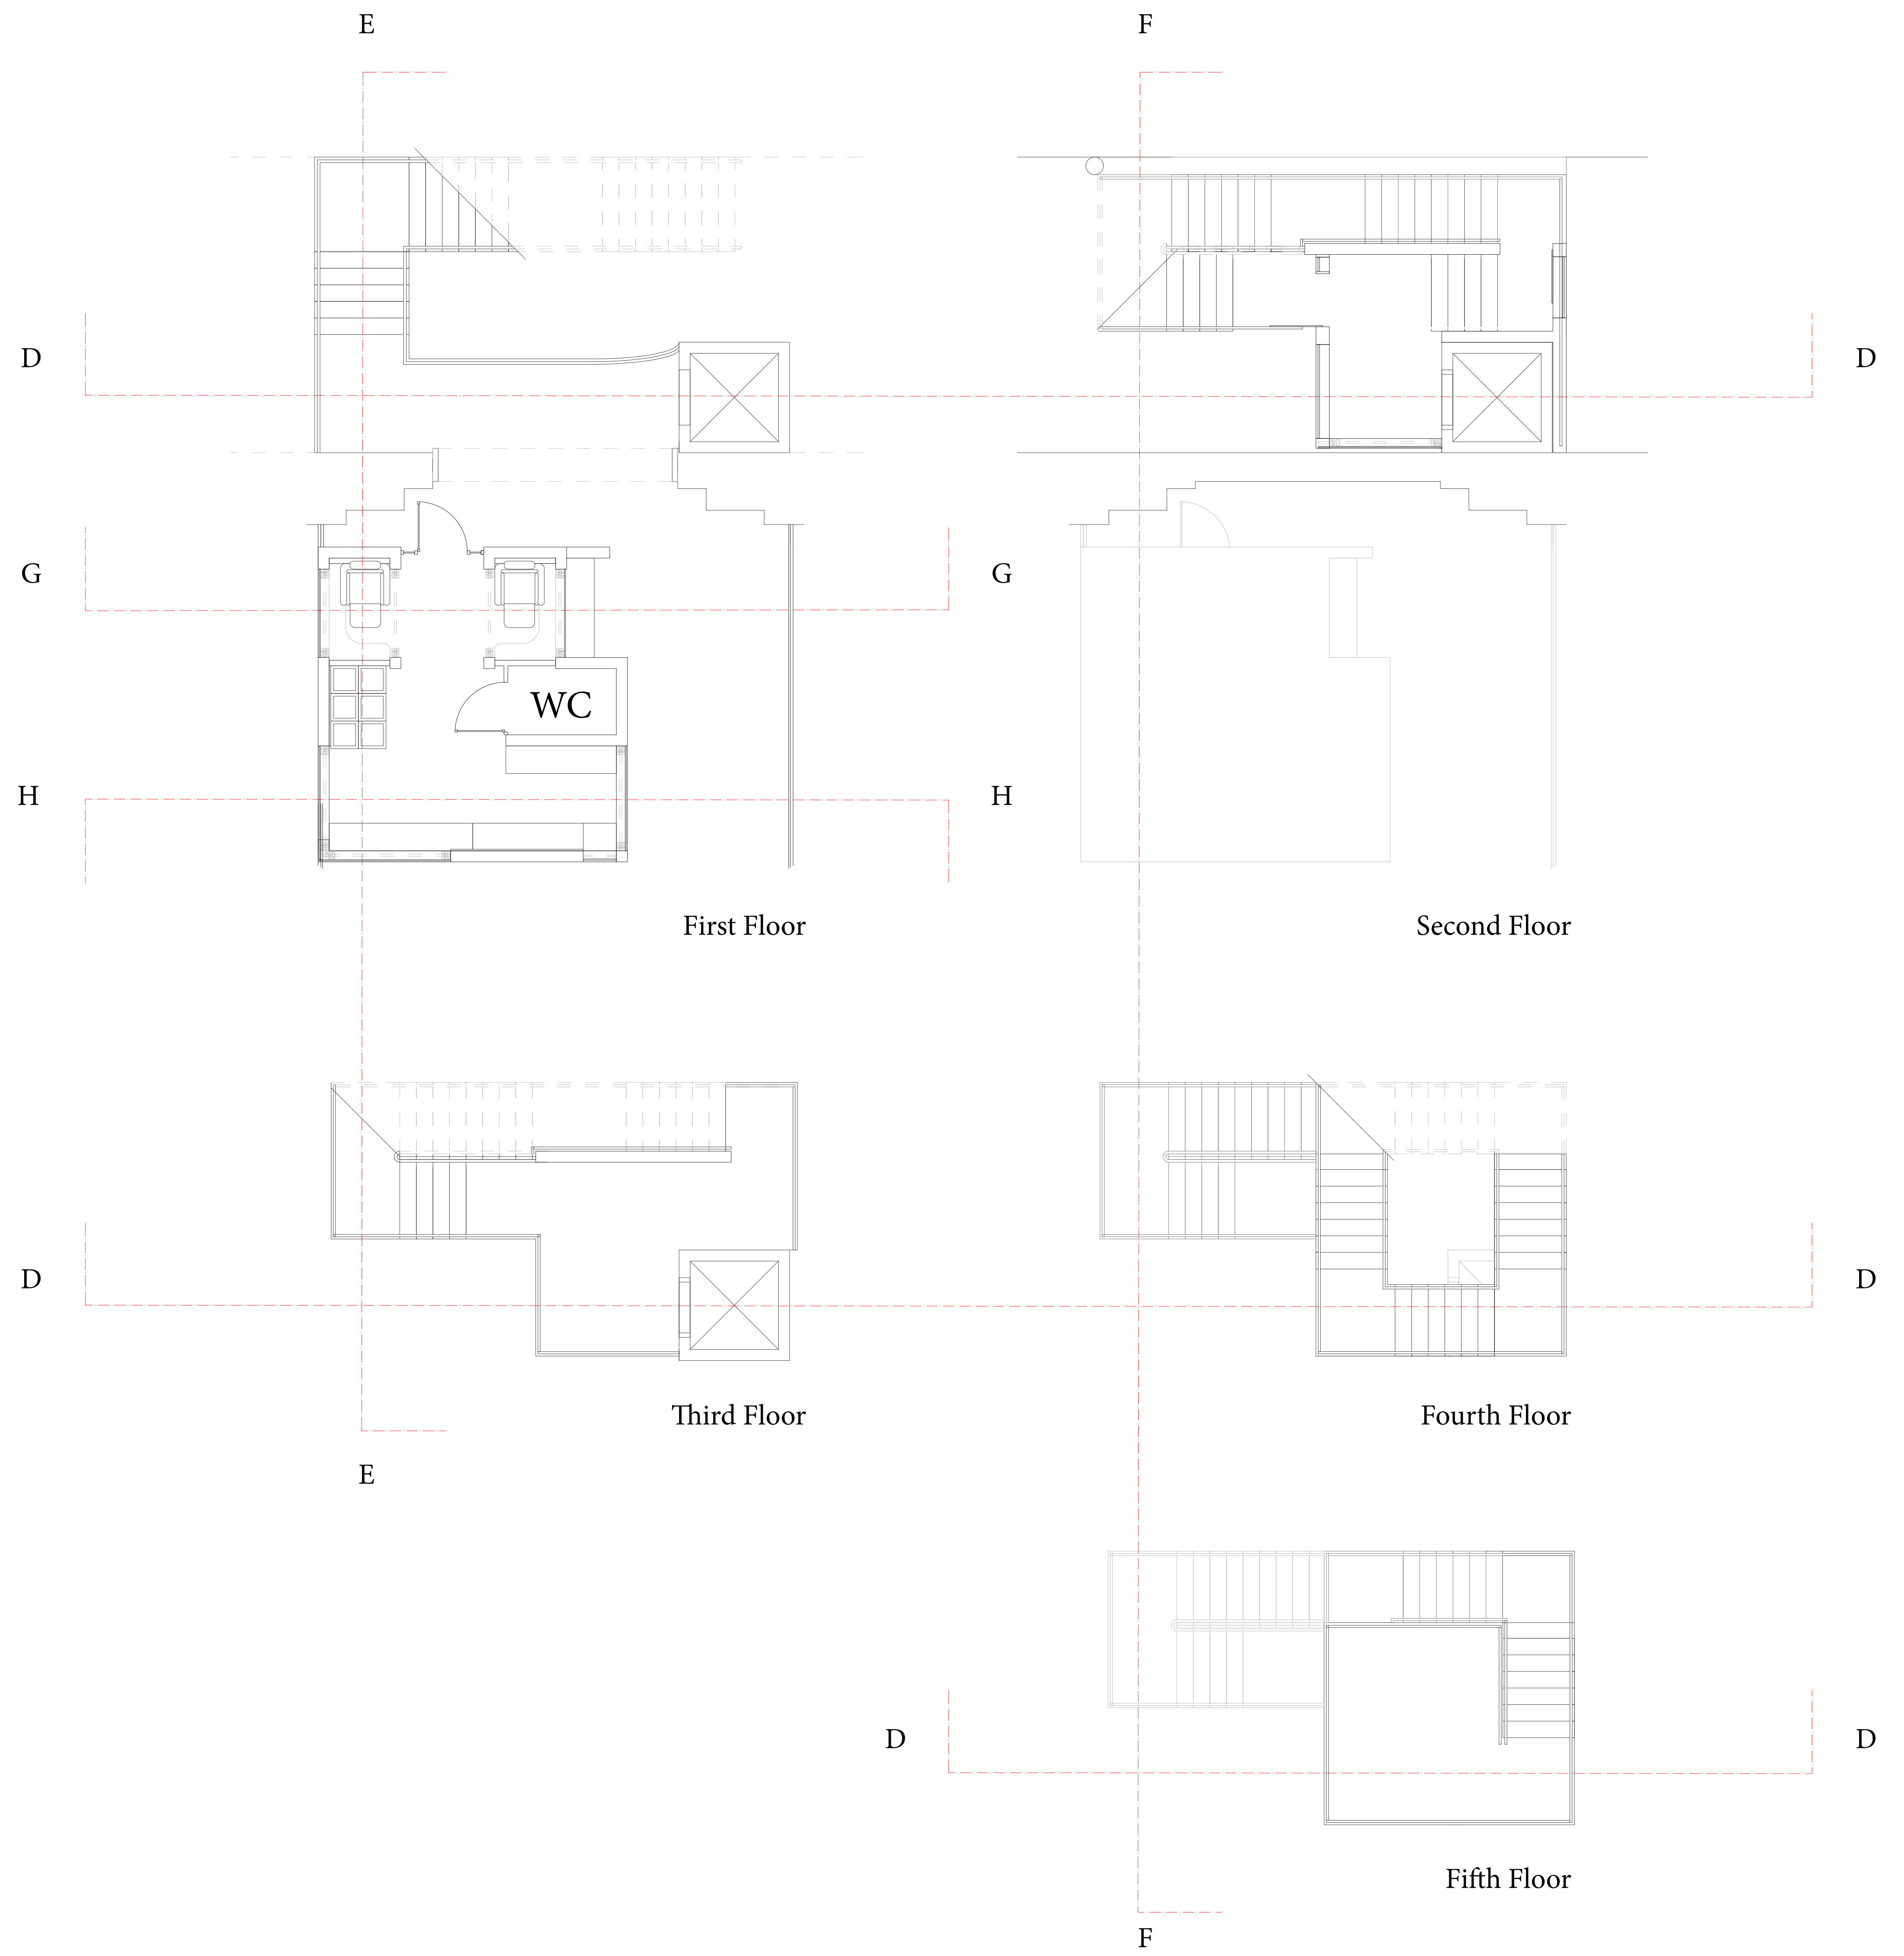 E F
D D
G G
WC
H H
First Floor Second Floor
D D
Third Floor Fourth Floor
E
D D
Fifth Floor
F